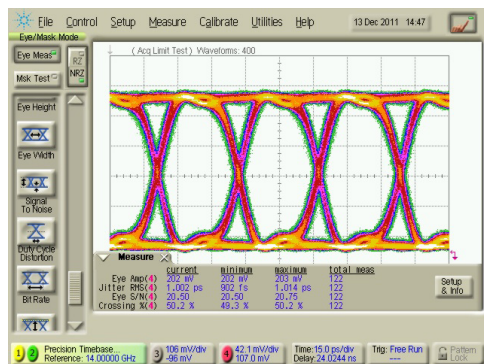 File Control Setup Measure Calibrate Utilities Help 13 Dec 2011 14:47
Eye/Mask Mode
Eye Meas
RZ
NRZ
Msk Test
( Acq Limit Test ) Waveforms: 400
Eye Height
Eye Width
Signal
To Noise
Duty Cycle
Distortion
Bit Rate
Measure
current minimum maximum total meas
Eye Amp(4) 202 mV 202 mV 203 mV 122
Jitter RMS(4) 1.002 ps 902 fs 1.014 ps 122
Eye S/N(4) 20.50 20.50 20.75 122
Crossing %(4) 50.2 % 49.3 % 50.2 % 122
Setup
& Info
1 2 Precision Timebase...
Reference: 14.00000 GHz
3 106 mV/div
-96 mV
4 42.1 mV/div
107.0 mV
Time:15.0 ps/div
Delay:24.0244 ns
Trig: Free Run
----
Pattern
Lock